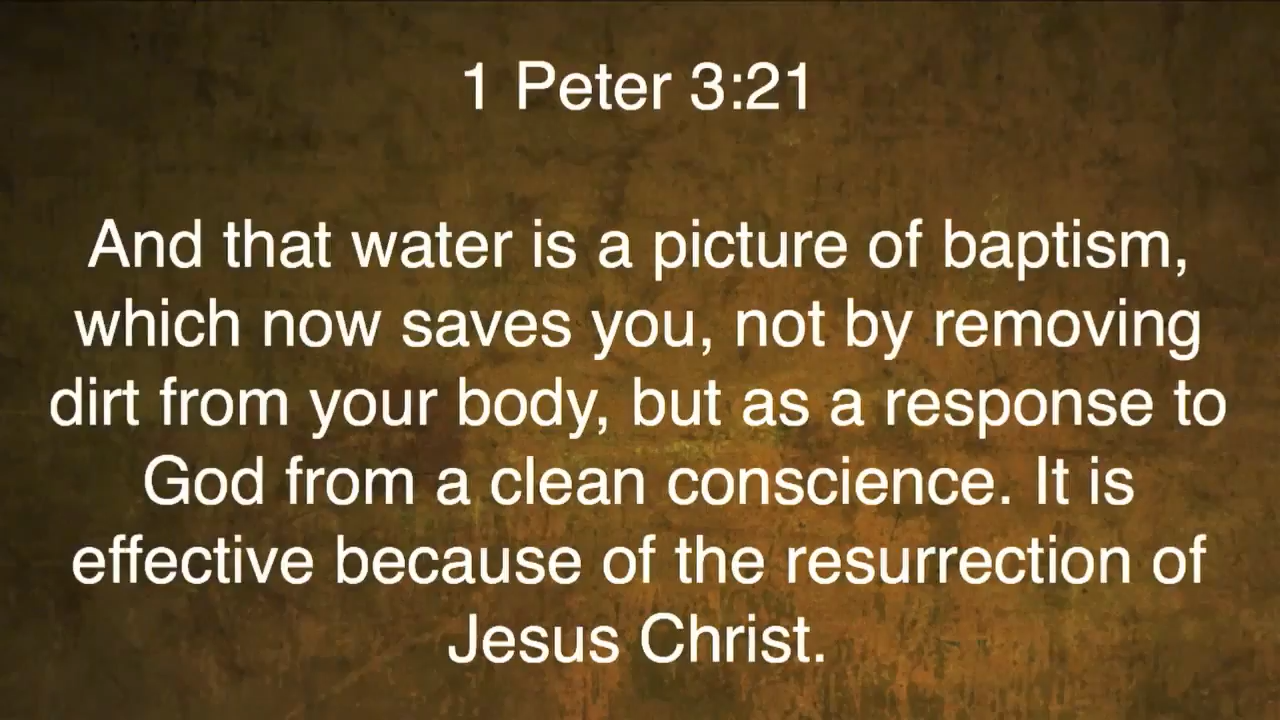 1 Peter 3:21
And that water is a picture of baptism,
which now saves you, not by removing
dirt from your body, but as a response to
God from a clean conscience. It is
effective because of the resurrection of
Jesus Christ.